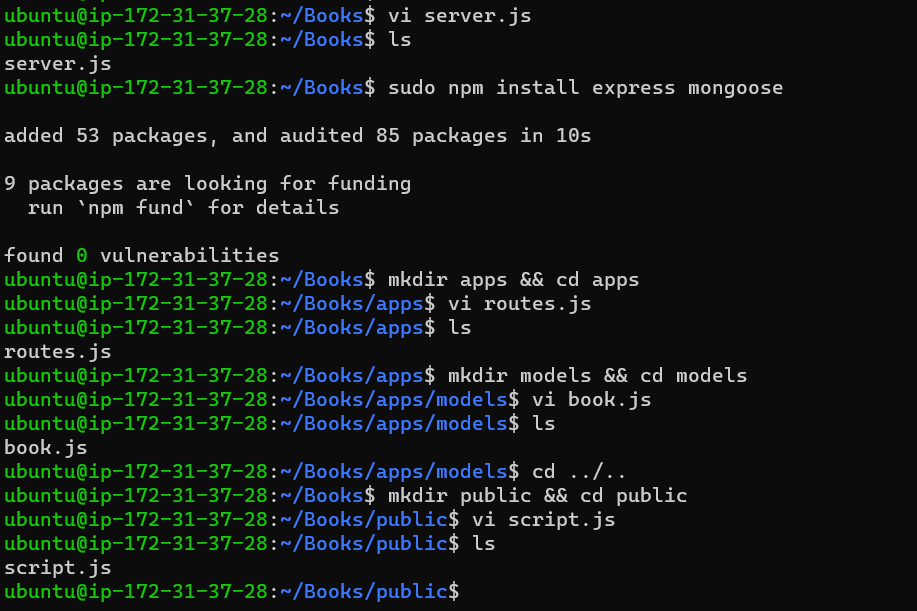 ubuntu@ip-172-31-37-28:~/Books$ vi server.js
ubuntu@ip-172-31-37-28:~/Books$ ls
server.js
ubuntu@ip-172-31-37-28:~/Books$ sudo npm install express mongoose
added 53 packages, and audited 85 packages in 10s
9 packages are looking for funding
  run `npm fund` for details
found 0 vulnerabilities
ubuntu@ip-172-31-37-28:~/Books$ mkdir apps && cd apps
ubuntu@ip-172-31-37-28:~/Books/apps$ vi routes.js
ubuntu@ip-172-31-37-28:~/Books/apps$ ls
routes.js
ubuntu@ip-172-31-37-28:~/Books/apps$ mkdir models && cd models
ubuntu@ip-172-31-37-28:~/Books/apps/models$ vi book.js
ubuntu@ip-172-31-37-28:~/Books/apps/models$ ls
book.js
ubuntu@ip-172-31-37-28:~/Books/apps/models$ cd ../..
ubuntu@ip-172-31-37-28:~/Books$ mkdir public && cd public
ubuntu@ip-172-31-37-28:~/Books/public$ vi script.js
ubuntu@ip-172-31-37-28:~/Books/public$ ls
script.js
ubuntu@ip-172-31-37-28:~/Books/public$